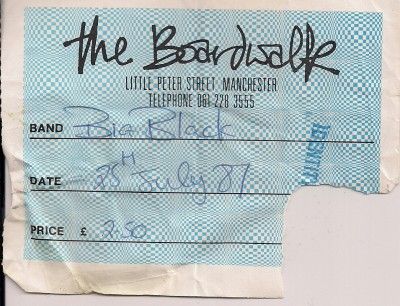 the Boardwalk
LITTLE PETER STREET, MANCHESTER
TELEPHONE 061 228 3555
BAND Big Black
DATE 25th July 87
PRICE £ 2.50